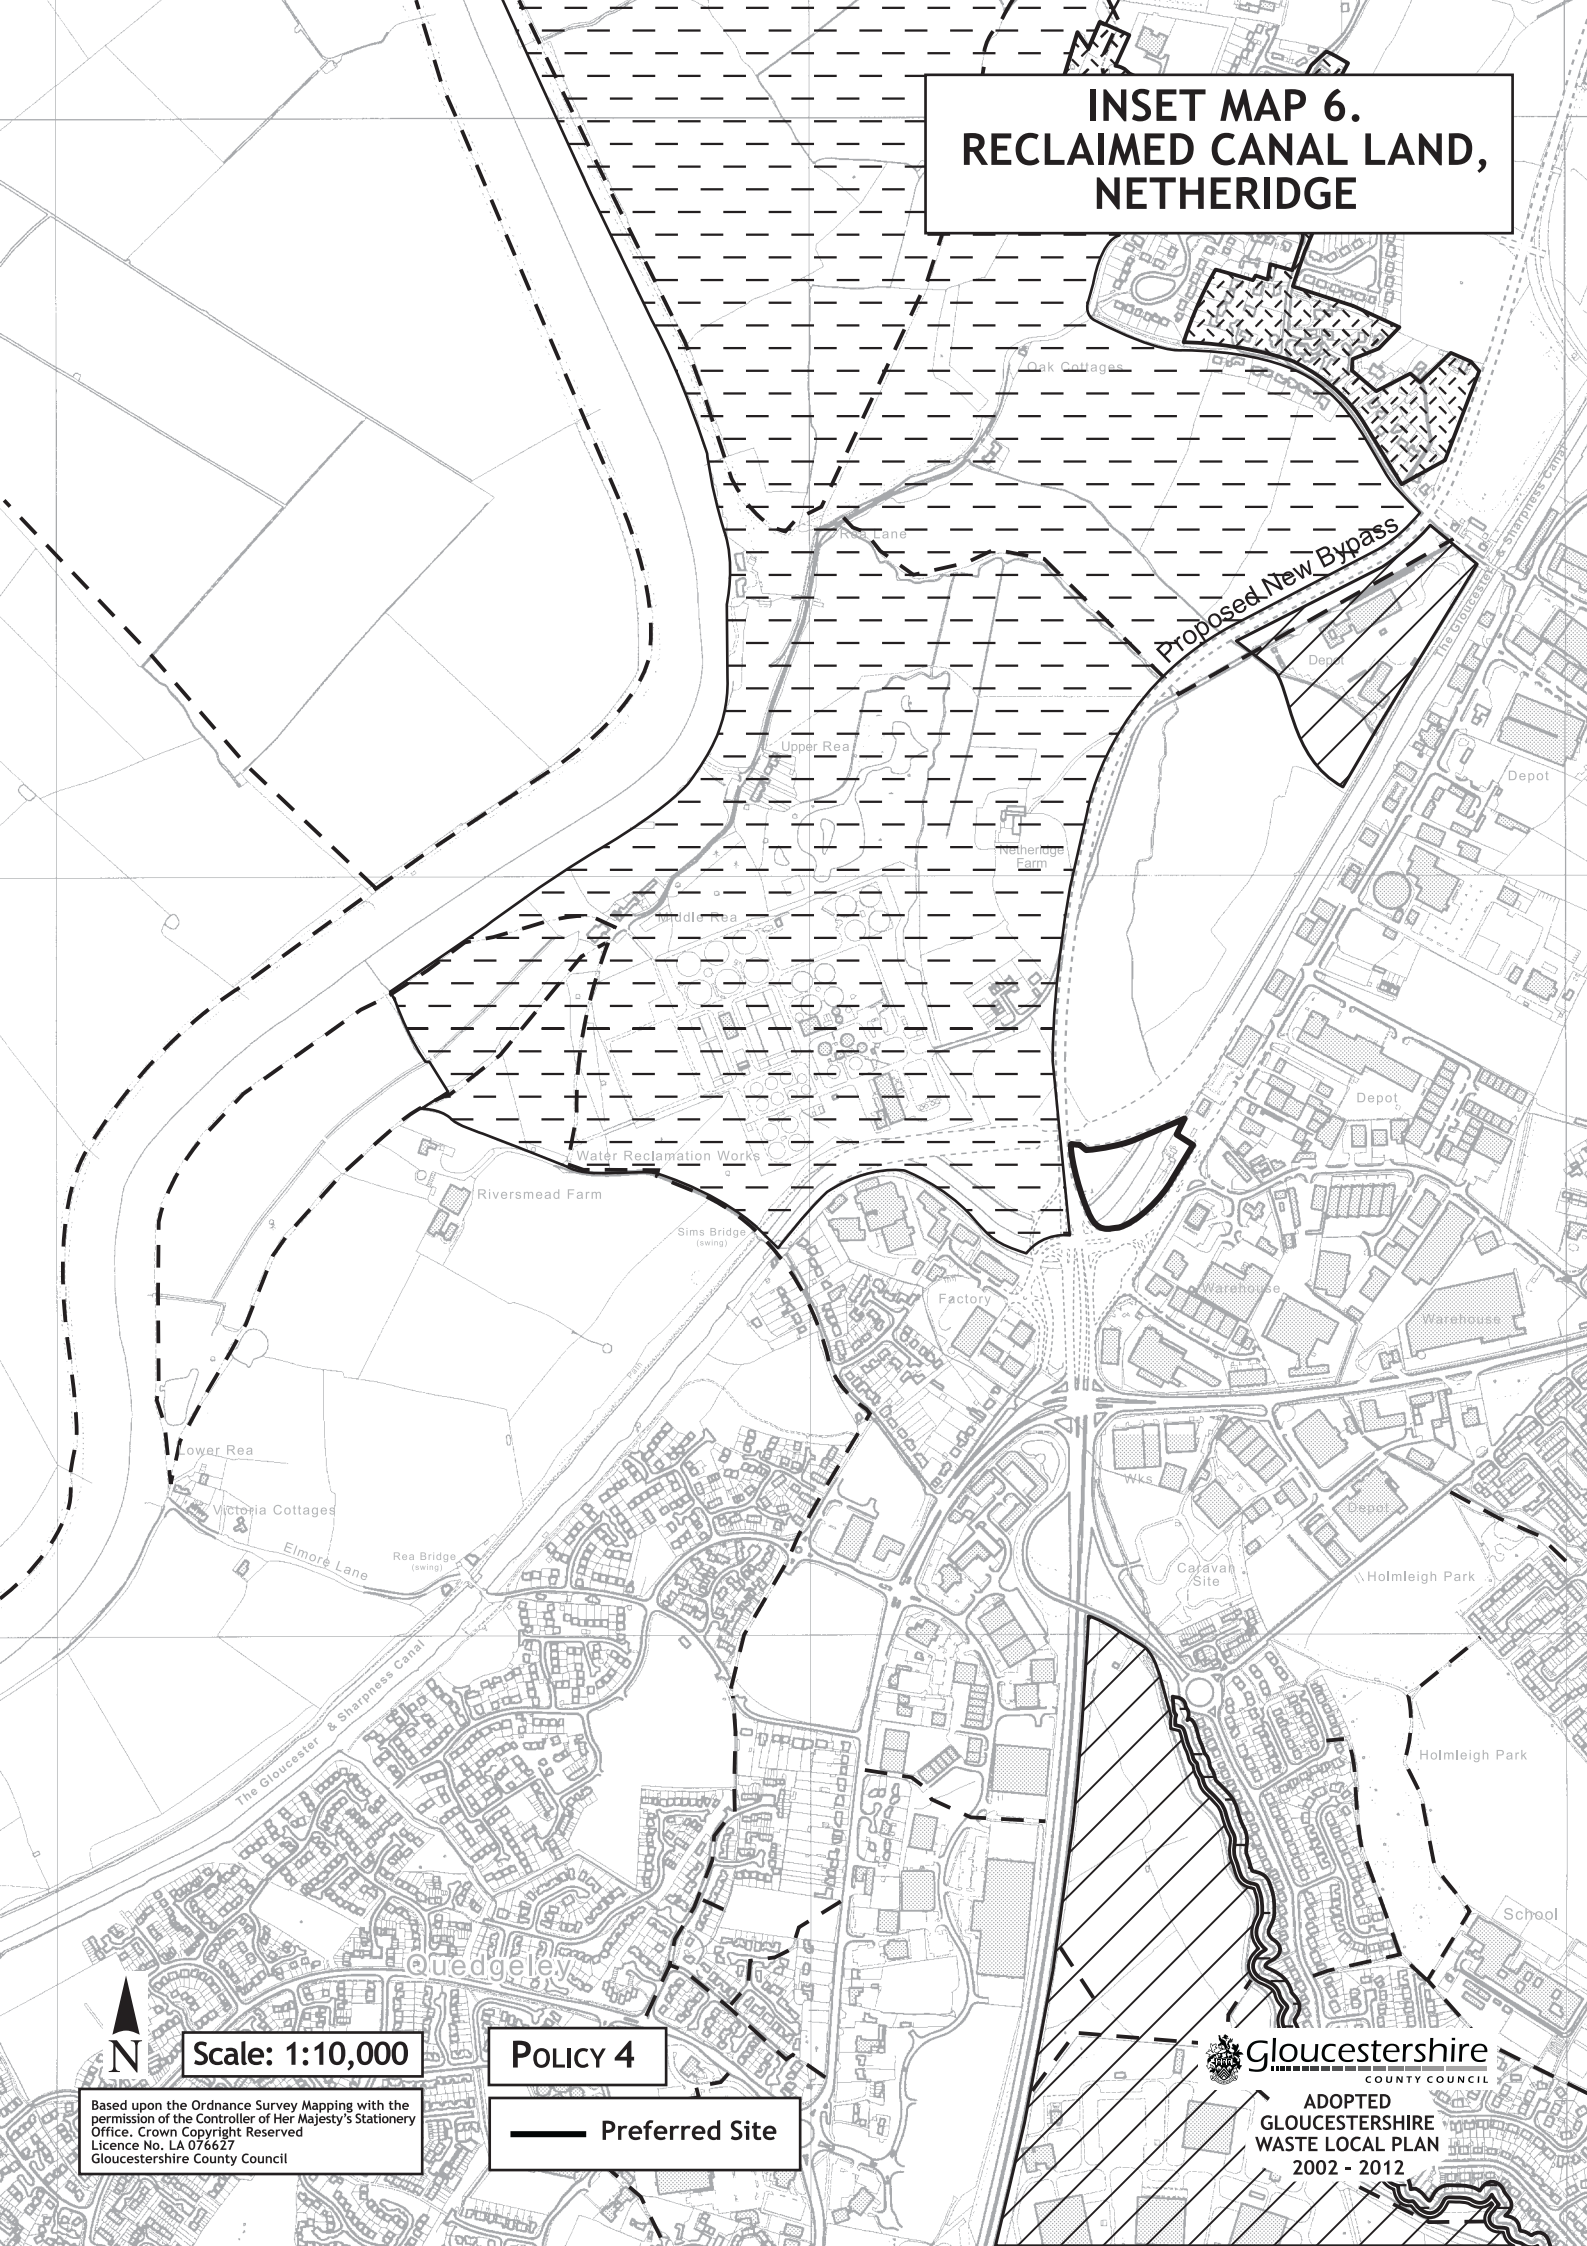 INSET MAP 6.
RECLAIMED CANAL LAND,
NETHERIDGE
Oak Cottages
& Sharpness Canal
Rea Lane
Proposed New Bypass
The Gloucester
Depot
Upper Rea
Depot
Netheridge
Farm
Middle Rea
Depot
Water Reclamation Works
Riversmead Farm
Sims Bridge
(swing)
Factory
Warehouse
Warehouse
Path
Lower Rea
Wks
Victoria Cottages
Depot
Elmore Lane
Rea Bridge
(swing)
Caravan
Site
Holmleigh Park
The Gloucester & Sharpness Canal
Holmleigh Park
School
Quedgeley
N
Scale: 1:10,000
POLICY 4
Based upon the Ordnance Survey Mapping with the
permission of the Controller of Her Majesty's Stationery
Office. Crown Copyright Reserved
Licence No. LA 076627
Gloucestershire County Council
Preferred Site
Gloucestershire
COUNTY COUNCIL
ADOPTED
GLOUCESTERSHIRE
WASTE LOCAL PLAN
2002 - 2012